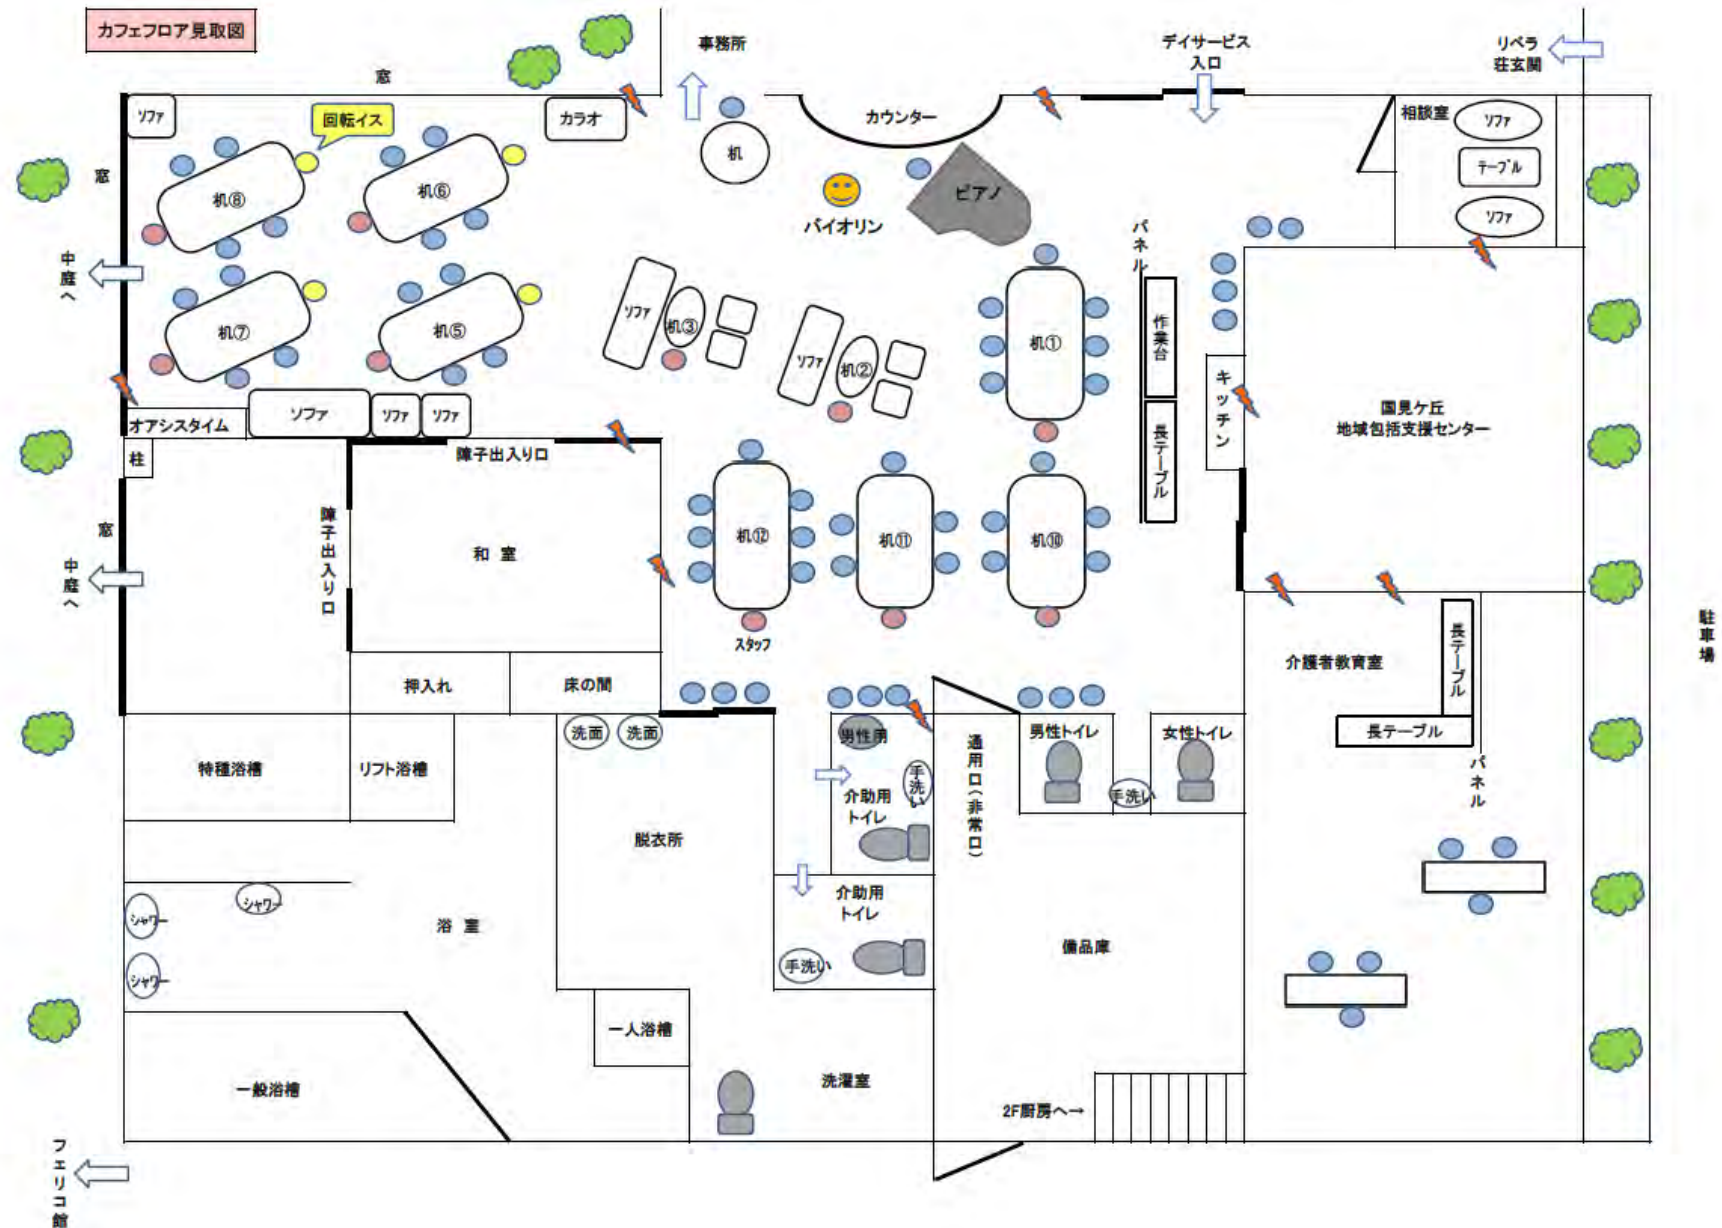 カフェフロア見取図
事務所
デイサービス
入口
リベラ
荘玄関
窓
ソファ
回転イス
カラオ
机
カウンター
相談室
ソファ
テーブル
ソファ
窓
机⑧
机⑥
バイオリン
ピアノ
パネル
中庭へ
机⑦
机⑤
ソファ
机③
ソファ
机②
机①
作業台
キッチン
国見ケ丘
地域包括支援センター
オアシスタイム
ソファ
ソファ
ソファ
長テーブル
柱
障子出入り口
窓
障子出入り口
和 室
机⑫
机⑪
机⑩
中庭へ
スタッフ
駐車場
介護者教育室
長テーブル
長テーブル
パネル
押入れ
床の間
洗面
洗面
男性用
通用口(非常口)
男性トイレ
女性トイレ
特種浴槽
リフト浴槽
手洗い
手洗い
介助用
トイレ
脱衣所
介助用
トイレ
シャワー
シャワー
浴 室
備品庫
手洗い
シャワー
一人浴槽
一般浴槽
洗濯室
2F厨房へ→
フェリコ館